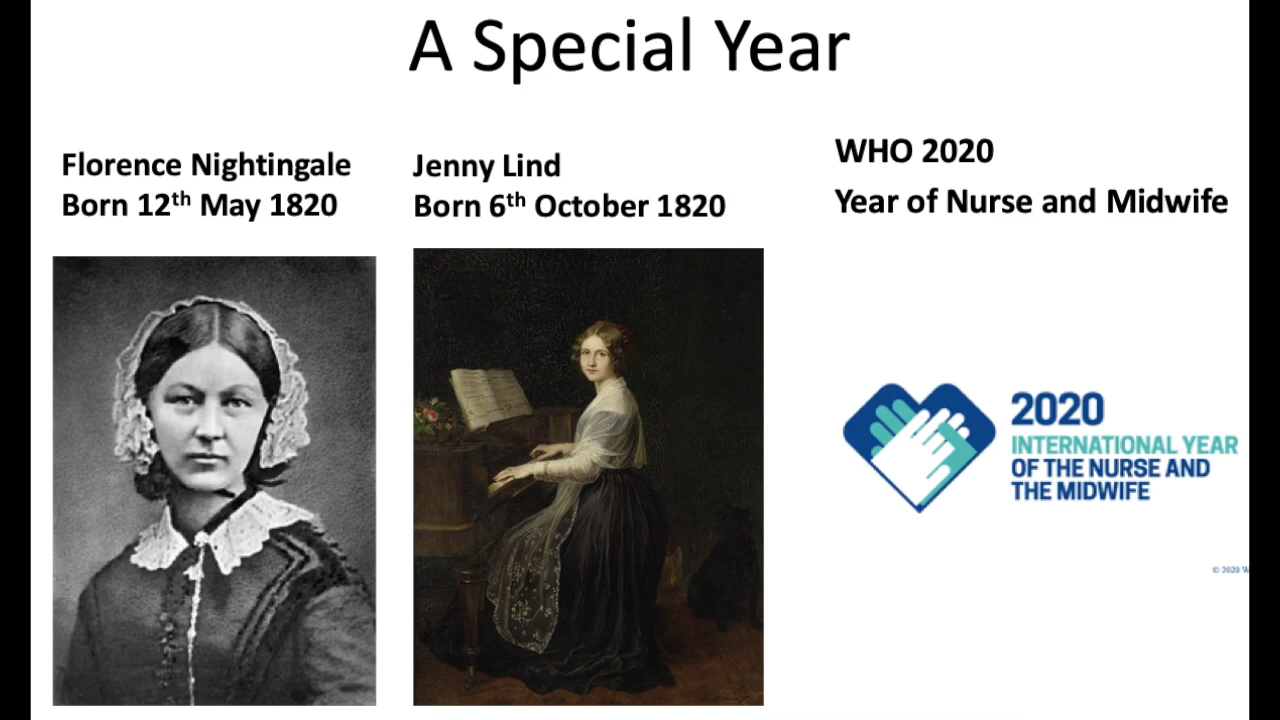 A Special Year
Florence Nightingale
Born 12th May 1820
Jenny Lind
Born 6th October 1820
WHO 2020
Year of Nurse and Midwife
2020
INTERNATIONAL YEAR
OF THE NURSE AND
THE MIDWIFE
© 2020 W